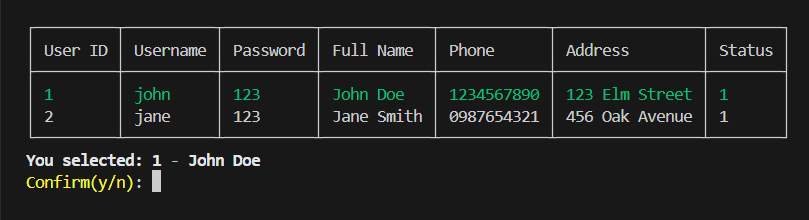 User ID Username Password Full Name Phone Address Status
1 john 123 John Doe 1234567890 123 Elm Street 1
2 jane 123 Jane Smith 0987654321 456 Oak Avenue 1
You selected: 1 - John Doe
Confirm(y/n):